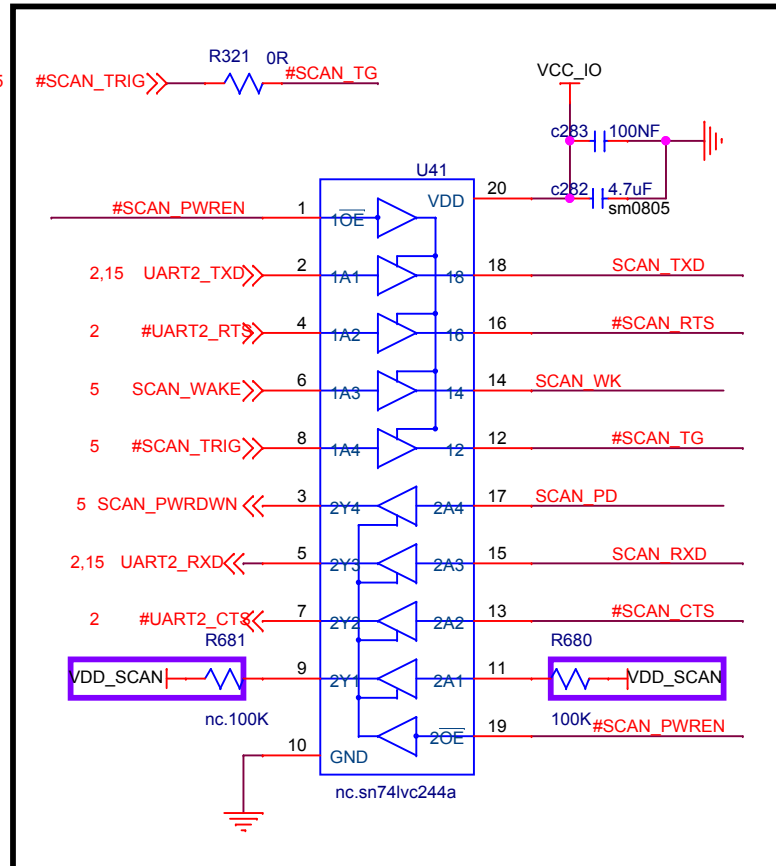 R321 0R
5 #SCAN_TRIG #SCAN_TG
VCC_IO
c283 100NF
U41
c282 4.7uF
sm0805
VDD 20
#SCAN_PWREN 1 1OE
2,15 UART2_TXD 2 1A1 18 18 SCAN_TXD
2 #UART2_RTS 4 1A2 16 16 #SCAN_RTS
5 SCAN_WAKE 6 1A3 14 14 SCAN_WK
5 #SCAN_TRIG 8 1A4 12 12 #SCAN_TG
5 SCAN_PWRDWN 3 2Y4 2A4 17 SCAN_PD
2,15 UART2_RXD 5 2Y3 2A3 15 SCAN_RXD
2 #UART2_CTS 7 2Y2 2A2 13 #SCAN_CTS
R681 R680
VDD_SCAN 9 2Y1 2A1 11 VDD_SCAN
nc.100K 100K
2OE 19 #SCAN_PWREN
10 GND
nc.sn74lvc244a